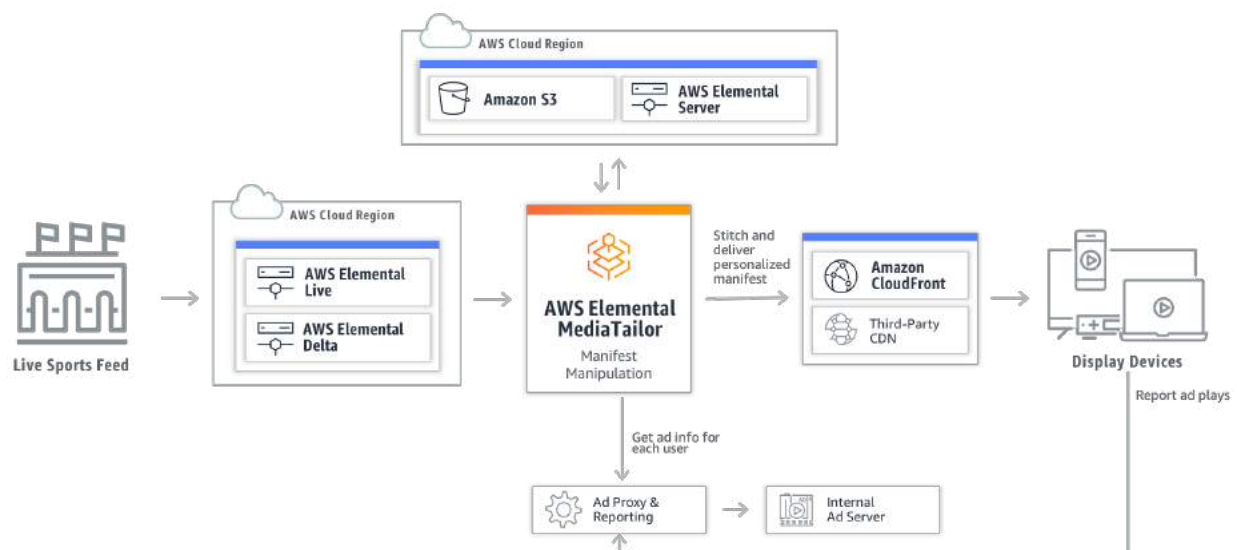 AWS Cloud Region
Amazon S3
AWS Elemental
Server
AWS Cloud Region
AWS Elemental
Live
AWS Elemental
Delta
Live Sports Feed
AWS Elemental
MediaTailor
Manifest
Manipulation
Stitch and
deliver
personalized
manifest
Amazon
CloudFront
Third-Party
CDN
Display Devices
Report ad plays
Get ad info for
each user
Ad Proxy &
Reporting
Internal
Ad Server